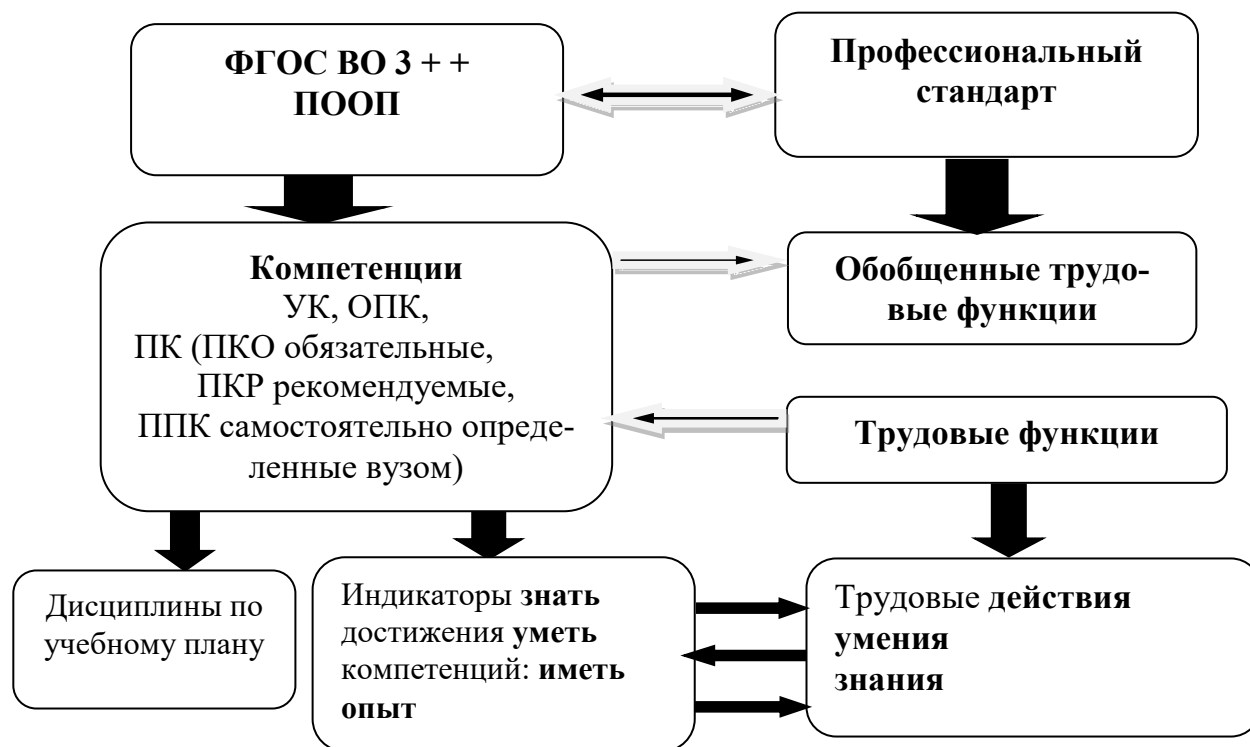 ФГОС ВО 3 + +
ПООП
Профессиональный
стандарт
Компетенции
УК, ОПК,
ПК (ПКО обязательные,
ПКР рекомендуемые,
ППК самостоятельно опреде-
ленные вузом)
Обобщенные трудо-
вые функции
Трудовые функции
Дисциплины по
учебному плану
Индикаторы знать
достижения уметь
компетенций: иметь
опыт
Трудовые действия
умения
знания